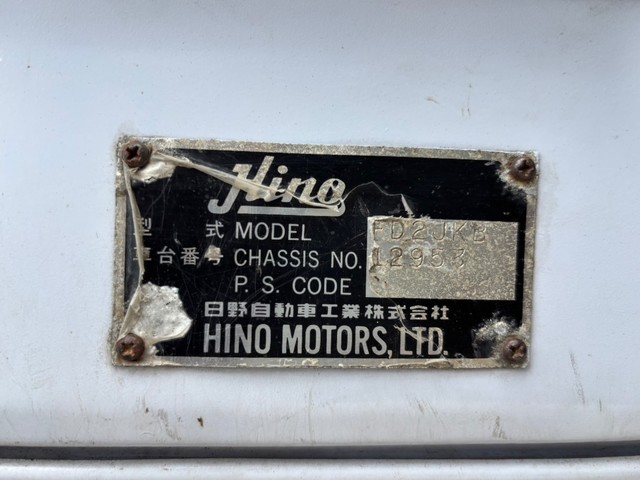 Hino
型 式 MODEL FD2JKB
車台番号 CHASSIS NO. 12953
P. S. CODE
日野自動車工業株式会社
HINO MOTORS, LTD.